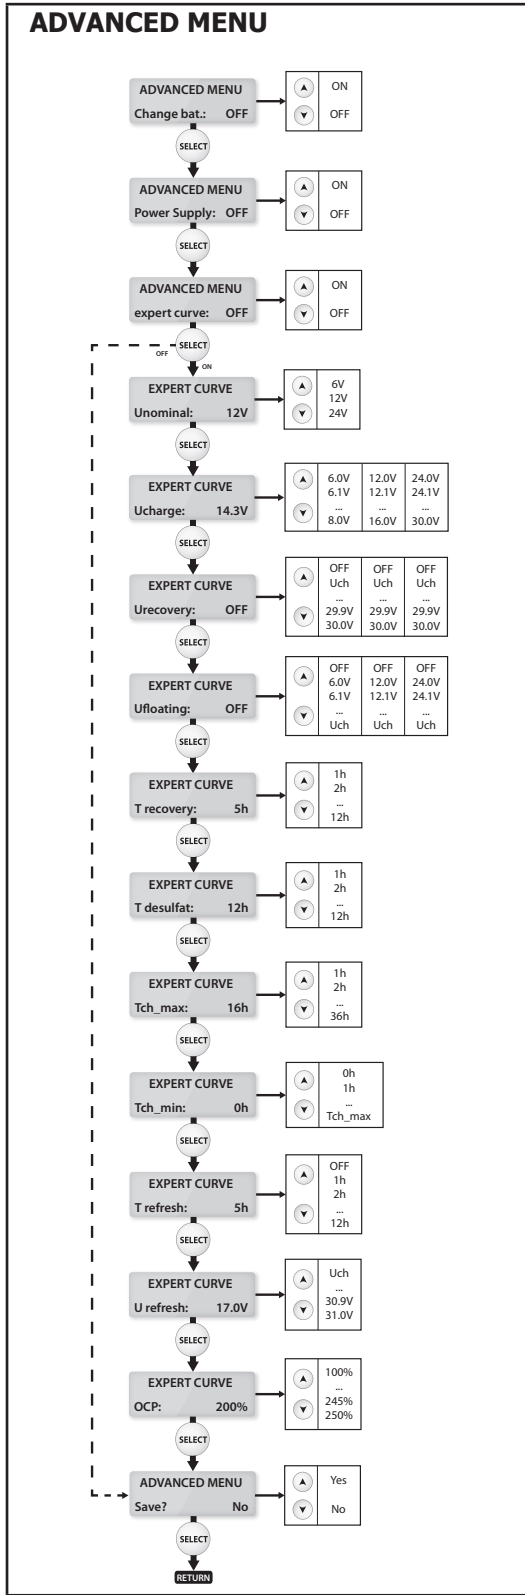 ADVANCED MENU
ADVANCED MENU
Change bat.: OFF
ON
OFF
SELECT
ADVANCED MENU
Power Supply: OFF
ON
OFF
SELECT
ADVANCED MENU
expert curve: OFF
ON
OFF
SELECT
OFF
ON
EXPERT CURVE
Unominal: 12V
6V
12V
24V
SELECT
EXPERT CURVE
Ucharge: 14.3V
6.0V 12.0V 24.0V
6.1V 12.1V 24.1V
... ... ...
8.0V 16.0V 30.0V
SELECT
EXPERT CURVE
Urecovery: OFF
OFF OFF OFF
Uch Uch Uch
... ... ...
29.9V 29.9V 29.9V
30.0V 30.0V 30.0V
SELECT
EXPERT CURVE
Ufloating: OFF
OFF OFF OFF
6.0V 12.0V 24.0V
6.1V 12.1V 24.1V
... ... ...
Uch Uch Uch
SELECT
EXPERT CURVE
T recovery: 5h
1h
2h
...
12h
SELECT
EXPERT CURVE
T desulfat: 12h
1h
2h
...
12h
SELECT
EXPERT CURVE
Tch_max: 16h
1h
2h
...
36h
SELECT
EXPERT CURVE
Tch_min: 0h
0h
1h
...
Tch_max
SELECT
EXPERT CURVE
T refresh: 5h
OFF
1h
2h
...
12h
SELECT
EXPERT CURVE
U refresh: 17.0V
Uch
...
30.9V
31.0V
SELECT
EXPERT CURVE
OCP: 200%
100%
...
245%
250%
SELECT
ADVANCED MENU
Save? No
Yes
No
SELECT
RETURN